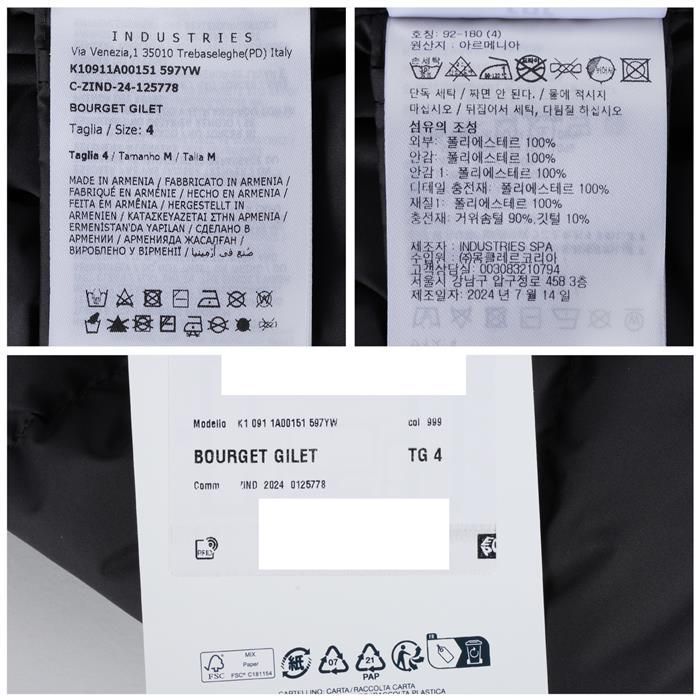 INDUSTRIES
Via Venezia,1 35010 Trebaseleghe(PD) Italy
K10911A00151 597YW
C-ZIND-24-125778
BOURGET GILET
Taglia / Size: 4
Taglia 4 / Tamanho M / Talla M
MADE IN ARMENIA / FABBRICATO IN ARMENIA /
FABRIQUÉ EN ARMÉNIE / HECHO EN ARMENIA /
FEITA EM ARMÊNIA / HERGESTELLT IN
ARMENIEN / ΚΑΤΑΣΚΕΥΑΖΕΤΑΙ ΣΤΗΝ ΑΡΜΕΝΙΑ /
ERMENİSTAN'DA YAPILAN / СДЕЛАНО В
АРМЕНИИ / АРМЕНИЯДА ЖАСАЛҒАН /
ВИРОБЛЕНО У ВІРМЕНІЇ / صنع في أرمينيا
호칭: 92-180 (4)
원산지 : 아르메니아
손세탁
단독 세탁 / 짜면 안 된다. / 물에 적시지
마십시오 / 뒤집어서 세탁, 다림질 하십시오
섬유의 조성
외부: 폴리에스테르 100%
안감: 폴리에스테르 100%
안감 1: 폴리에스테르 100%
디테일 충전재: 폴리에스테르 100%
재질1: 폴리에스테르 100%
충전재: 거위솜털 90%,깃털 10%
제조자 : INDUSTRIES SPA
수입원 : ㈜몽클레르코리아
고객상담실: 003083210794
서울시 강남구 압구정로 458 3층
제조일자: 2024 년 7 월 14 일
Modello K1 091 1A00151 597YW col 999
BOURGET GILET TG 4
Comm ZIND 2024 0125778
RFID
FSC
MIX
Paper
FSC® C181154
紙
07
21
PAP
FR
CARTELLINO/ CARTA/ RACCOLTA CARTA